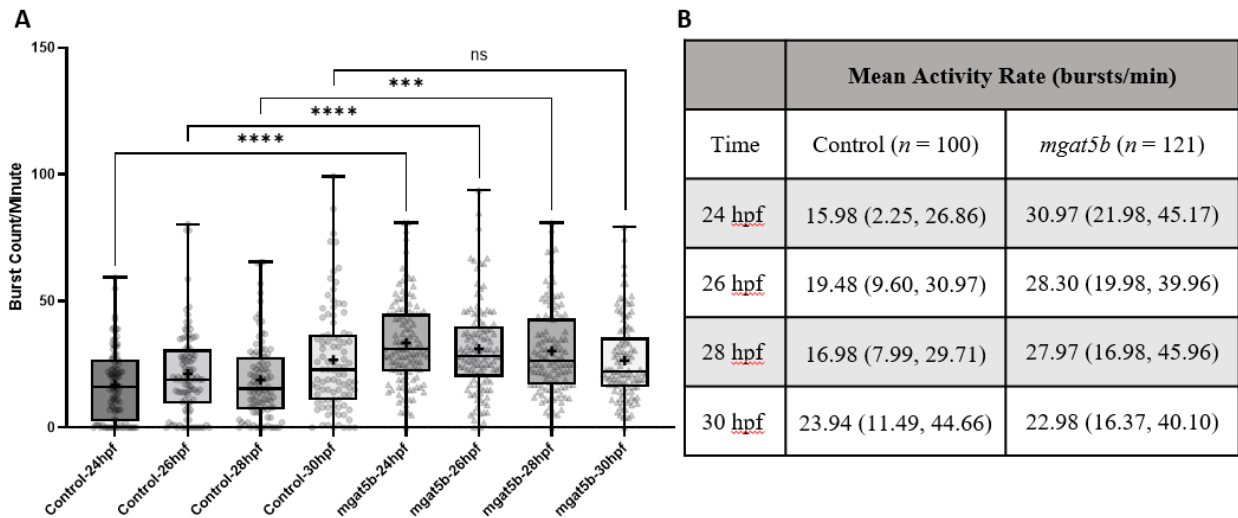 A
150
100
50
0
Burst Count/Minute
ns
***
****
****
Control-24hpf
Control-26hpf
Control-28hpf
Control-30hpf
mgat5b-24hpf
mgat5b-26hpf
mgat5b-28hpf
mgat5b-30hpf
B
Mean Activity Rate (bursts/min)
Time Control (n = 100) mgat5b (n = 121)
24 hpf 15.98 (2.25, 26.86) 30.97 (21.98, 45.17)
26 hpf 19.48 (9.60, 30.97) 28.30 (19.98, 39.96)
28 hpf 16.98 (7.99, 29.71) 27.97 (16.98, 45.96)
30 hpf 23.94 (11.49, 44.66) 22.98 (16.37, 40.10)